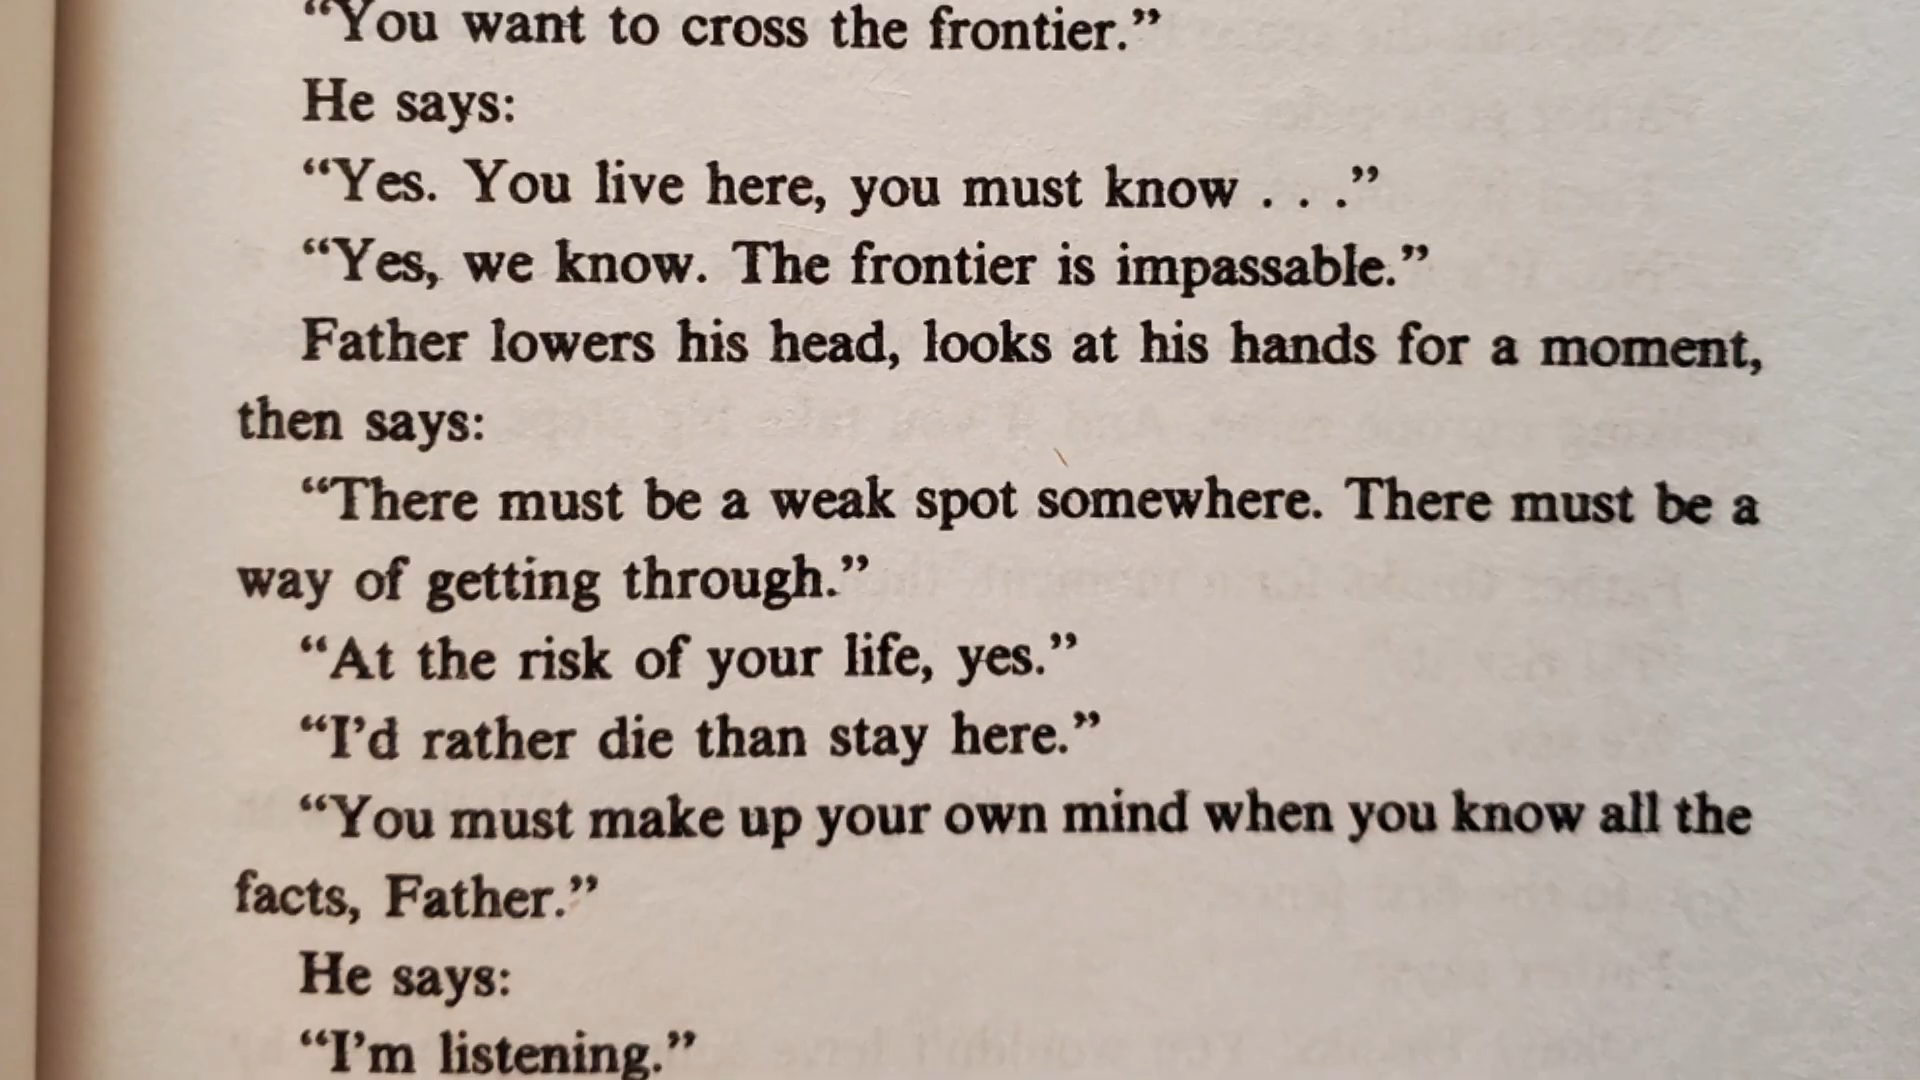 “You want to cross the frontier.”
He says:
“Yes. You live here, you must know . . .”
“Yes, we know. The frontier is impassable.”
Father lowers his head, looks at his hands for a moment,
then says:
“There must be a weak spot somewhere. There must be a
way of getting through.”
“At the risk of your life, yes.”
“I’d rather die than stay here.”
“You must make up your own mind when you know all the
facts, Father.”
He says:
“I’m listening.”